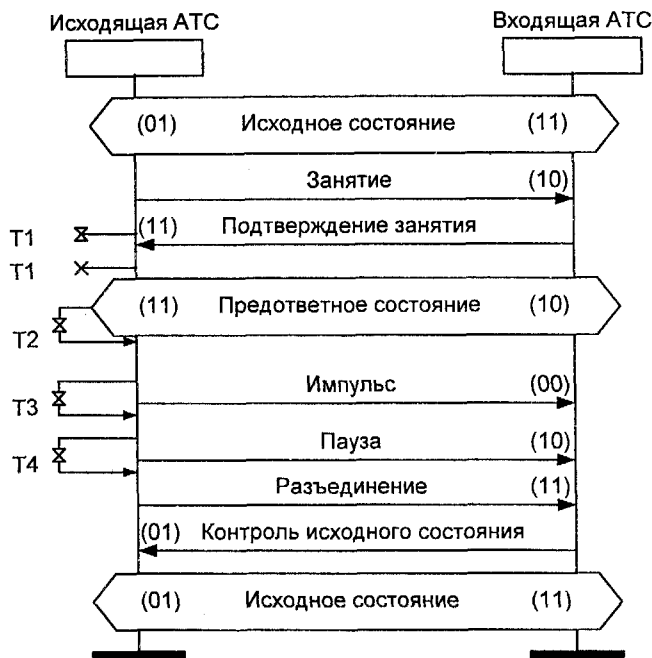 Исходящая АТС
Входящая АТС
(01) Исходное состояние (11)
Занятие (10)
(11) Подтверждение занятия
T1
T1
(11) Предответное состояние (10)
T2
Импульс (00)
T3
Пауза (10)
T4
Разъединение (11)
(01) Контроль исходного состояния
(01) Исходное состояние (11)